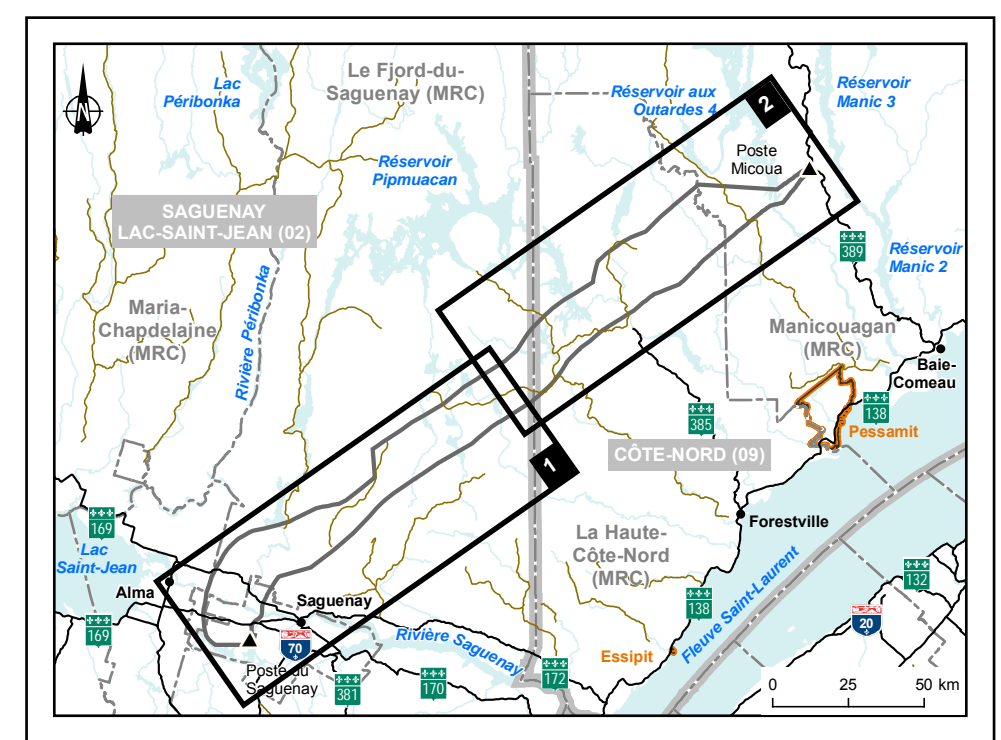 Lac
Péribonka
Le Fjord-du-
Saguenay (MRC)
Réservoir aux
Outardes 4
Réservoir
Manic 3
2
N
Poste
Micoua
Réservoir
Pipmuacan
SAGUENAY
LAC-SAINT-JEAN (02)
389
Réservoir
Manic 2
Maria-
Chapdelaine
(MRC)
Rivière Péribonka
Manicouagan
(MRC)
Baie-
Comeau
138
385
Pessamit
CÔTE-NORD (09)
1
169
Lac
Saint-Jean
Forestville
La Haute-
Côte-Nord
(MRC)
Alma
Saguenay
138
132
Fleuve Saint-Laurent
20
169
70
Rivière Saguenay
Essipit
Poste du
Saguenay
381
170
172
0 25 50 km